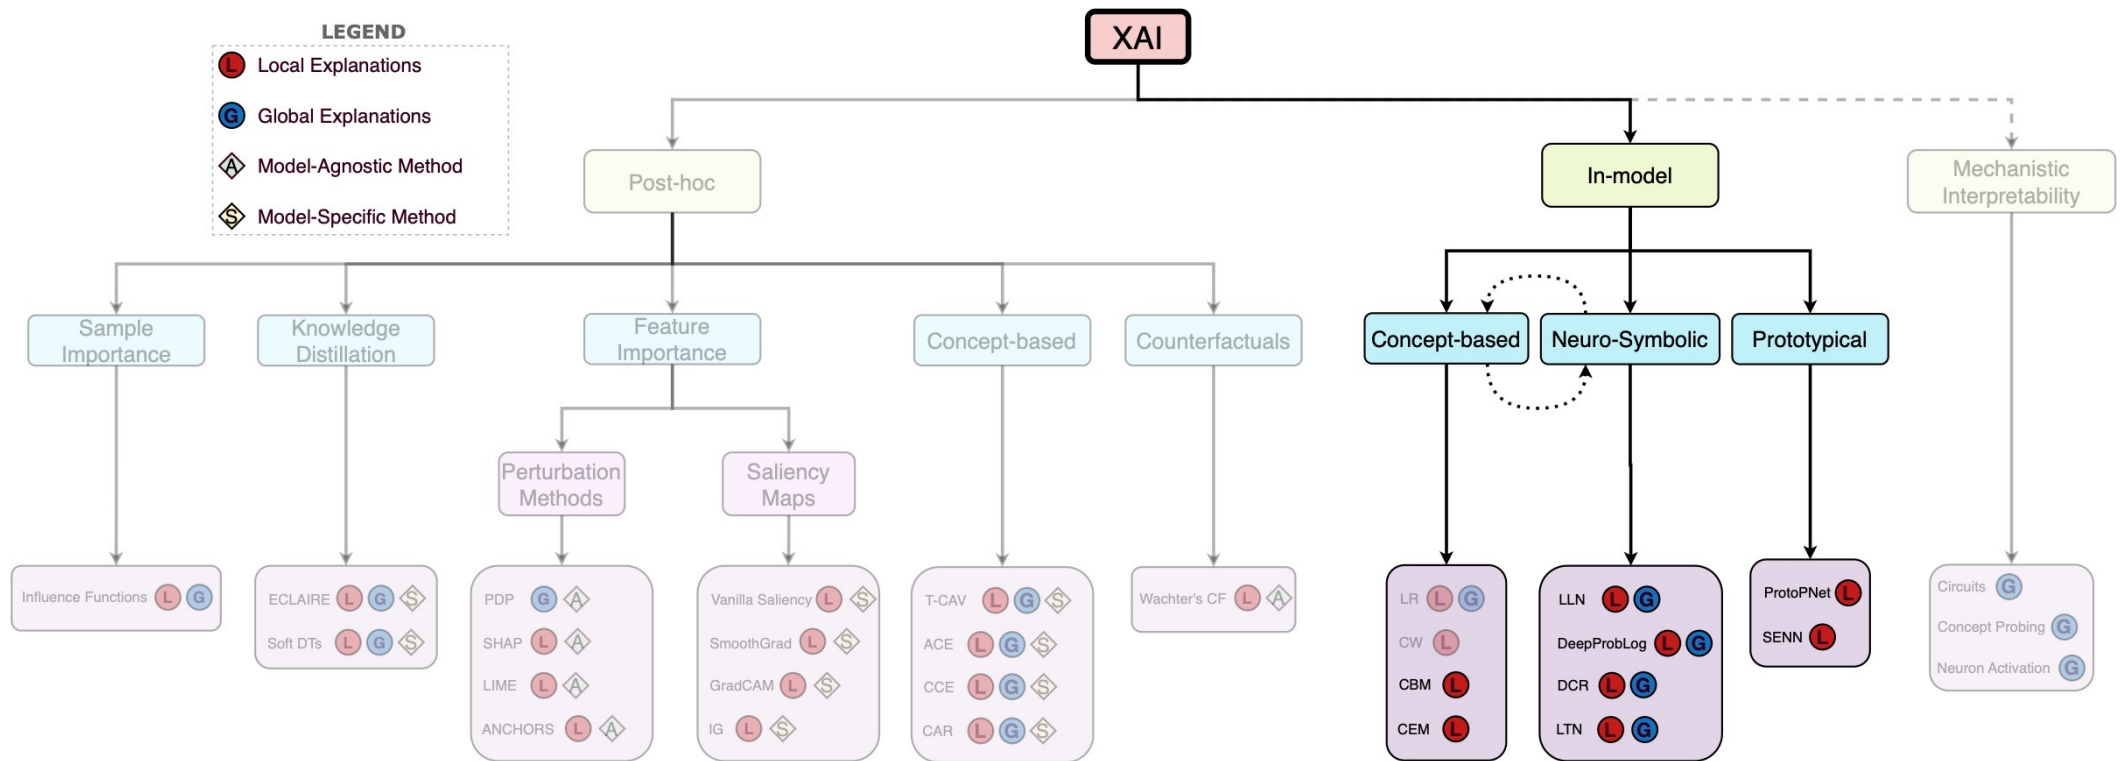 XAI
LEGEND
L Local Explanations
G Global Explanations
A Model-Agnostic Method
S Model-Specific Method
Post-hoc
In-model
Mechanistic
Interpretability
Sample
Importance
Knowledge
Distillation
Feature
Importance
Concept-based
Counterfactuals
Concept-based
Neuro-Symbolic
Prototypical
Perturbation
Methods
Saliency
Maps
Influence Functions L G
ECLAIRE L G S
Soft DTs L G S
PDP G A
SHAP L A
LIME L A
ANCHORS L A
Vanilla Saliency L S
SmoothGrad L S
GradCAM L S
IG L S
T-CAV L G S
ACE L G S
CCE L G S
CAR L G S
Wachter's CF L A
LR L G
CW L
CBM L
CEM L
LLN L G
DeepProbLog L G
DCR L G
LTN L G
ProtoPNet L
SENN L
Circuits G
Concept Probing G
Neuron Activation G